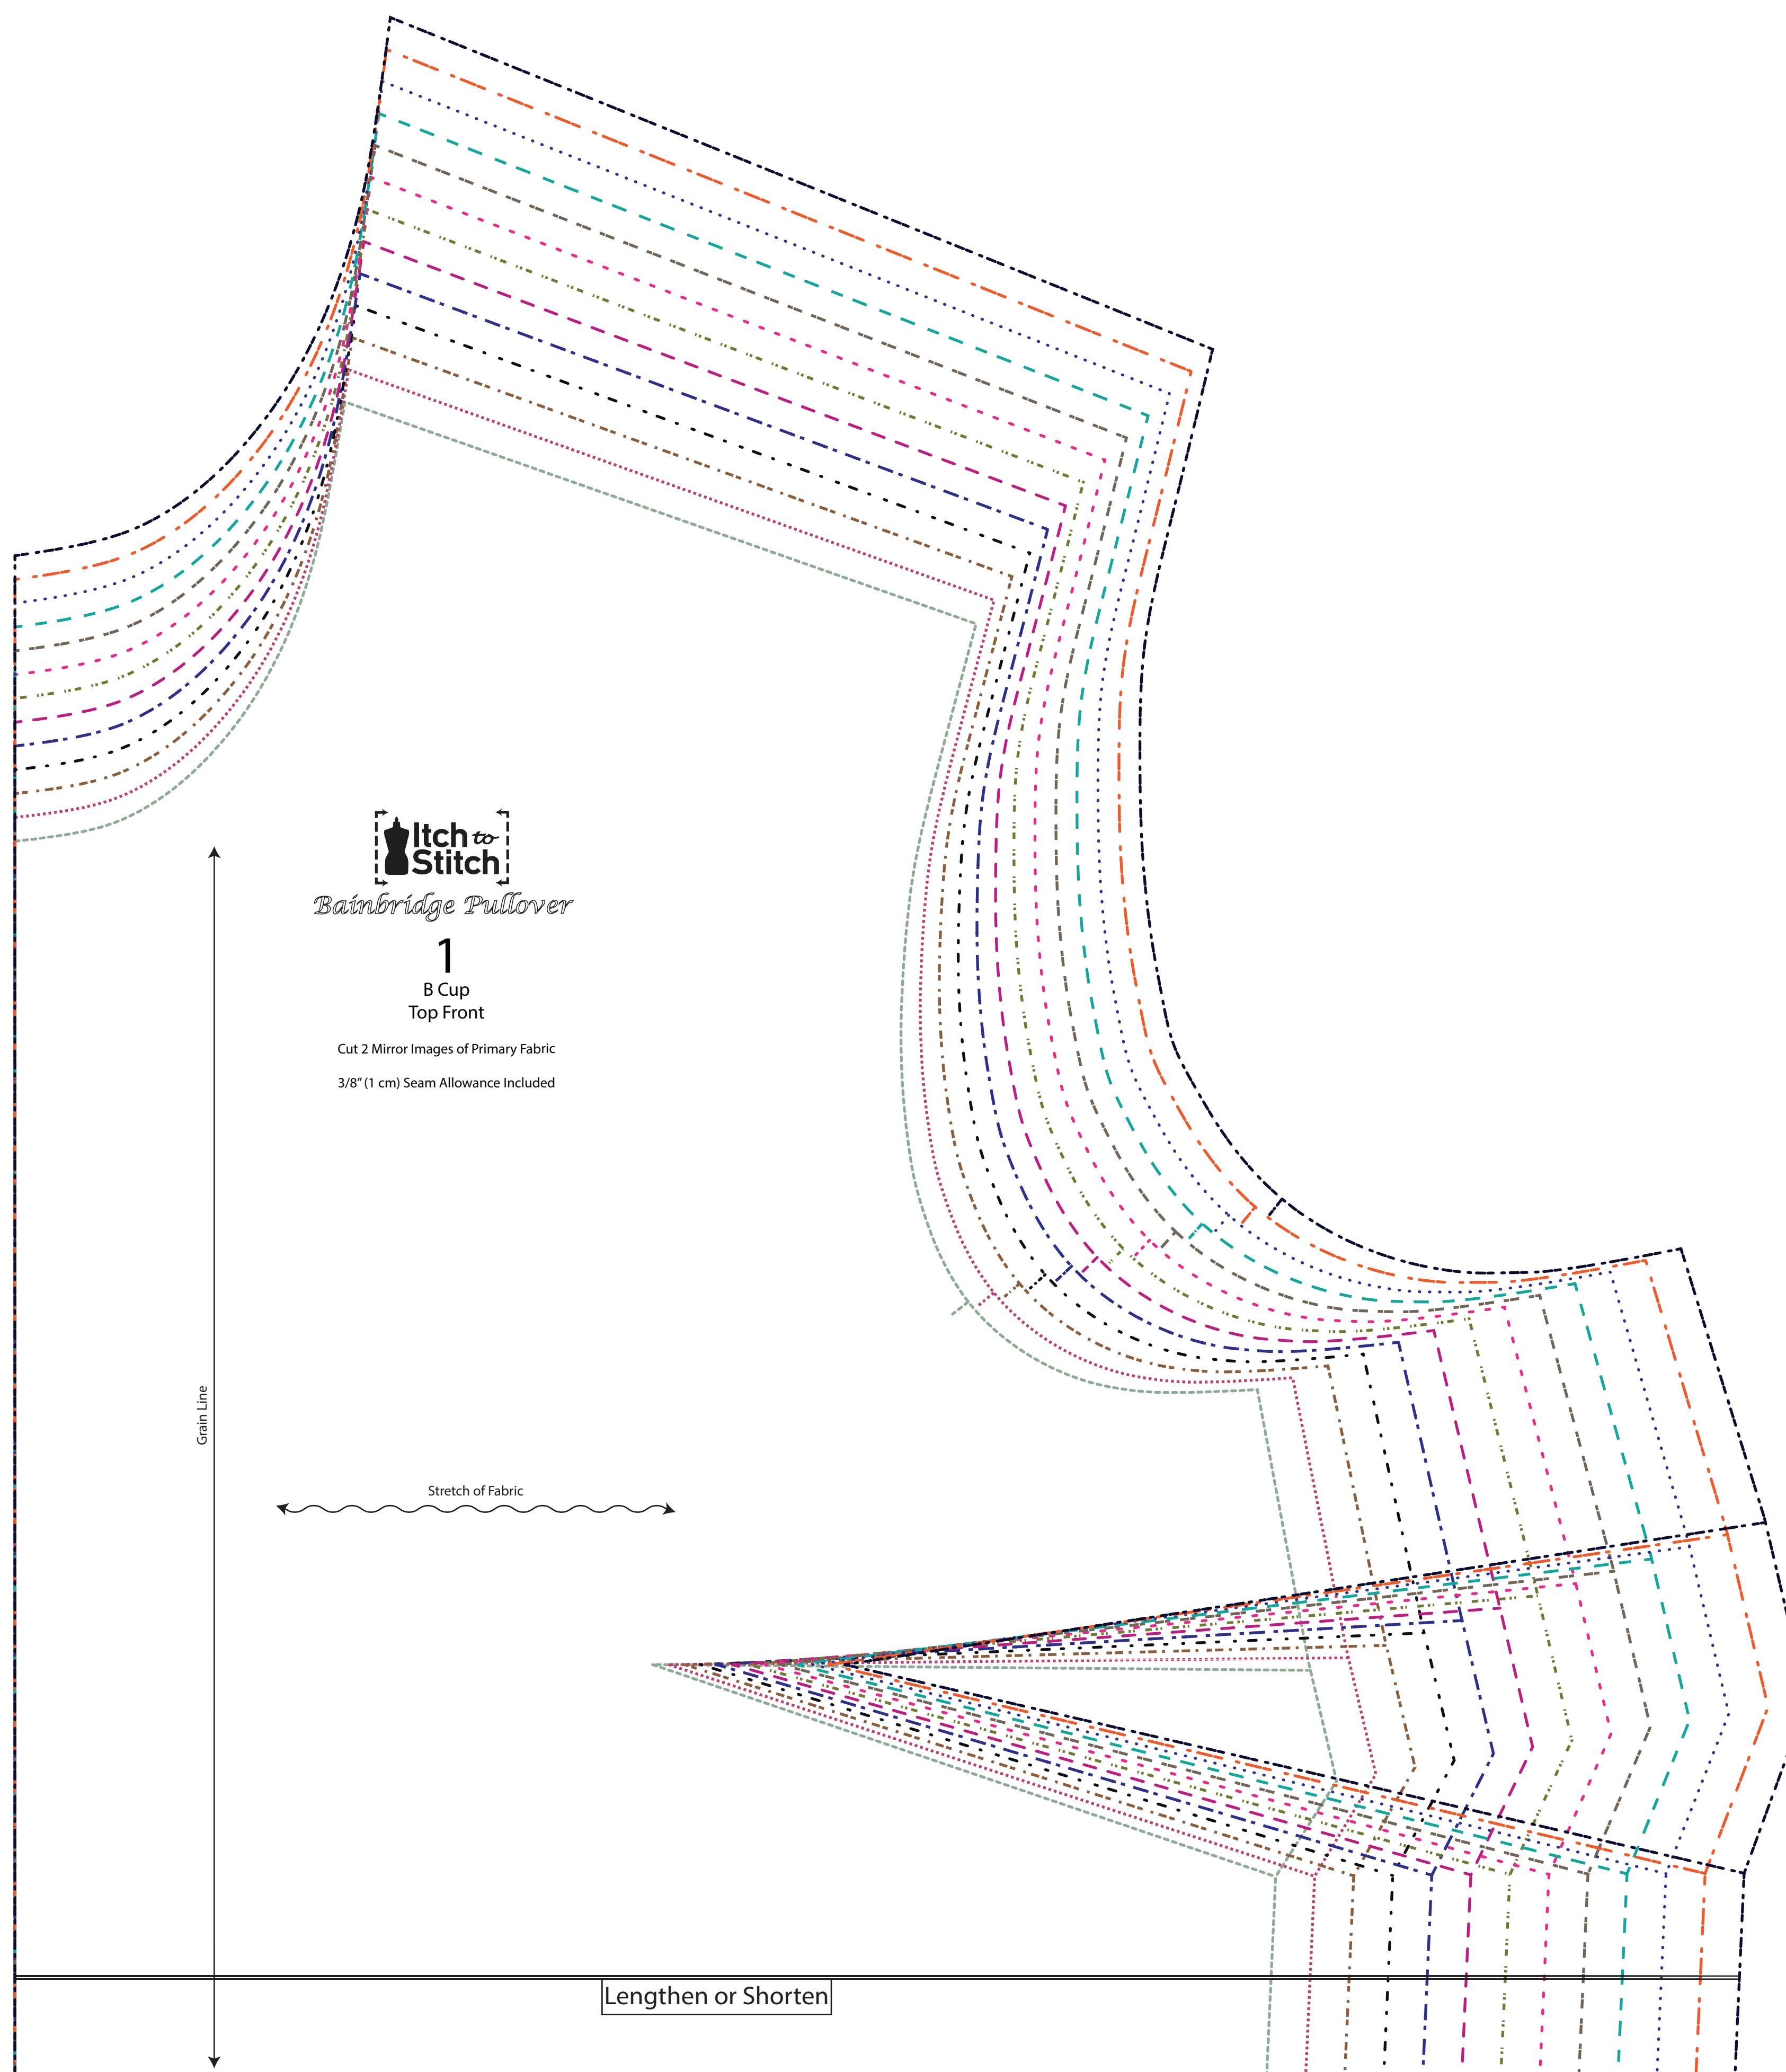 Itch to
Stitch
Bainbridge Pullover
1
B Cup
Top Front
Cut 2 Mirror Images of Primary Fabric
3/8" (1 cm) Seam Allowance Included
Grain Line
Stretch of Fabric
Lengthen or Shorten